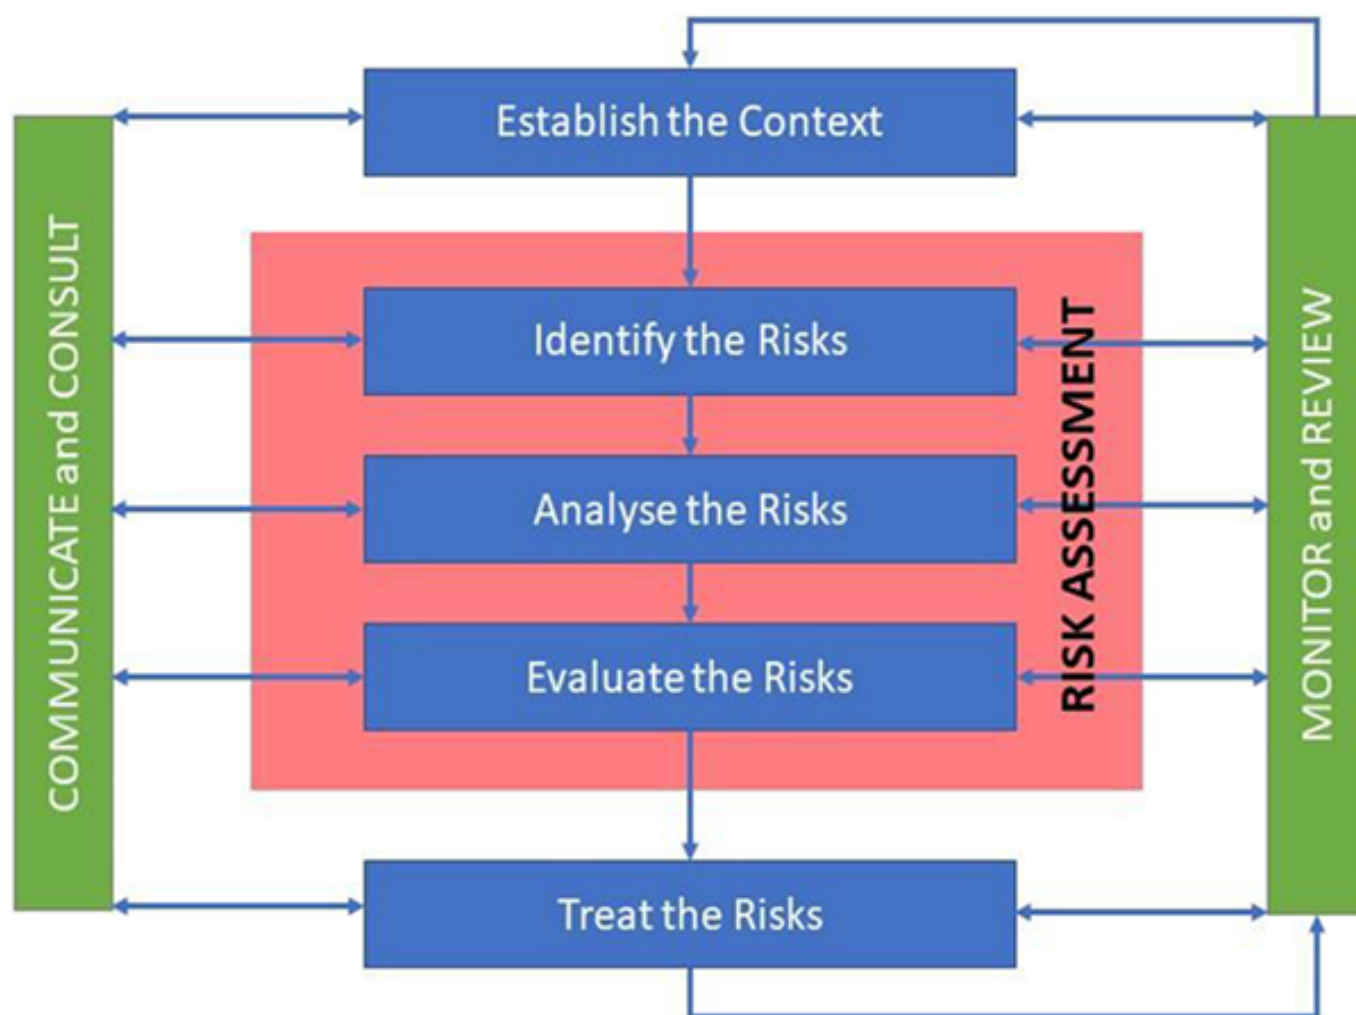 Establish the Context
COMMUNICATE and CONSULT
Identify the Risks
Analyse the Risks
Evaluate the Risks
RISK ASSESSMENT
MONITOR and REVIEW
Treat the Risks